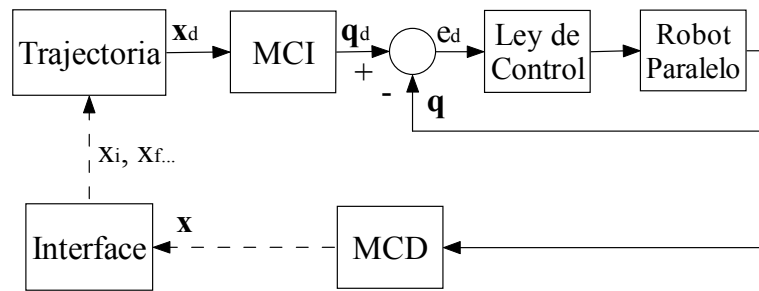 Trajectoria
xd
MCI
qd
+
-
ed
Ley de
Control
Robot
Paralelo
q
xi, xf...
Interface
x
MCD